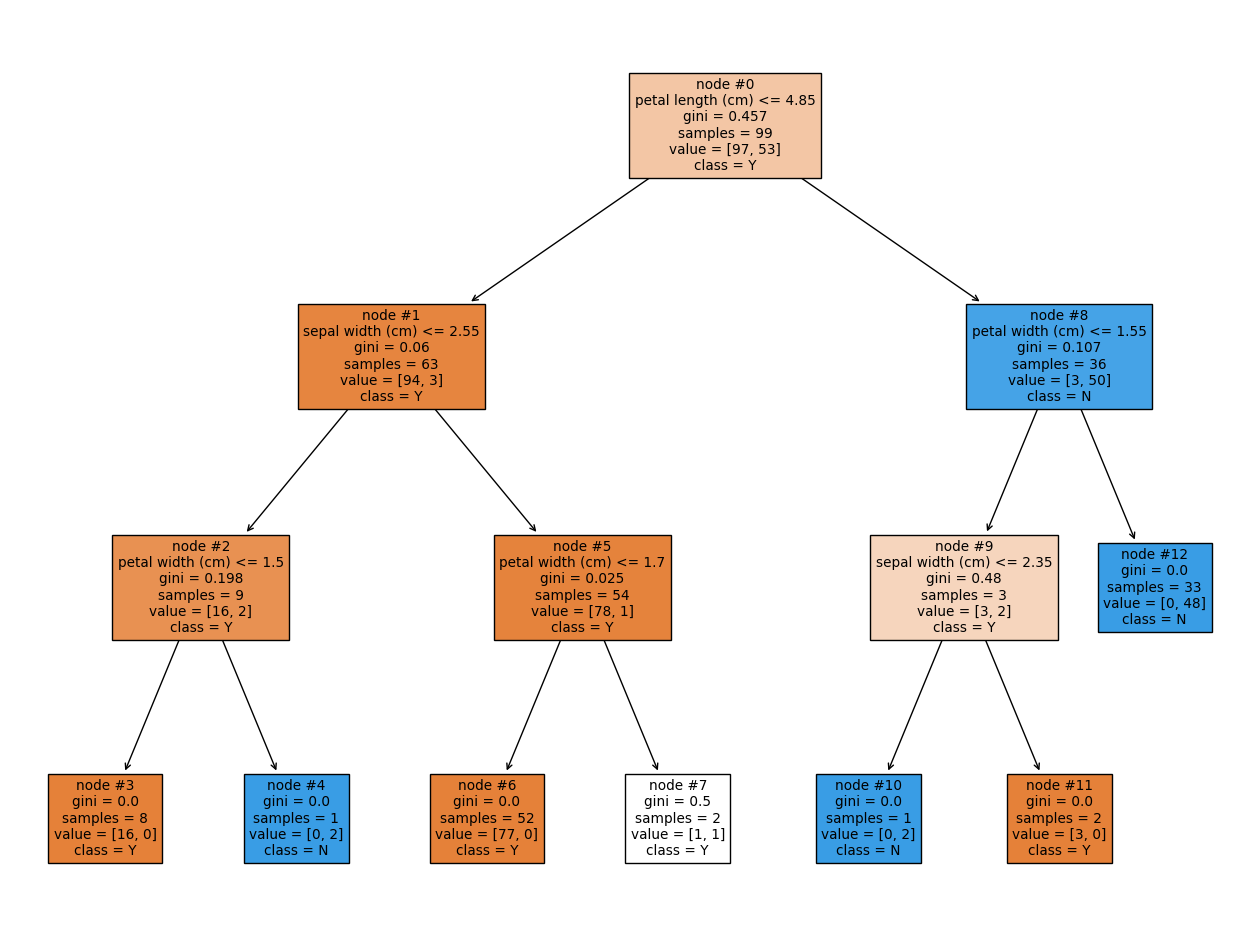 node #0
petal length (cm) <= 4.85
gini = 0.457
samples = 99
value = [97, 53]
class = Y
node #1
sepal width (cm) <= 2.55
gini = 0.06
samples = 63
value = [94, 3]
class = Y
node #8
petal width (cm) <= 1.55
gini = 0.107
samples = 36
value = [3, 50]
class = N
node #2
petal width (cm) <= 1.5
gini = 0.198
samples = 9
value = [16, 2]
class = Y
node #5
petal width (cm) <= 1.7
gini = 0.025
samples = 54
value = [78, 1]
class = Y
node #9
sepal width (cm) <= 2.35
gini = 0.48
samples = 3
value = [3, 2]
class = Y
node #12
gini = 0.0
samples = 33
value = [0, 48]
class = N
node #3
gini = 0.0
samples = 8
value = [16, 0]
class = Y
node #4
gini = 0.0
samples = 1
value = [0, 2]
class = N
node #6
gini = 0.0
samples = 52
value = [77, 0]
class = Y
node #7
gini = 0.5
samples = 2
value = [1, 1]
class = Y
node #10
gini = 0.0
samples = 1
value = [0, 2]
class = N
node #11
gini = 0.0
samples = 2
value = [3, 0]
class = Y